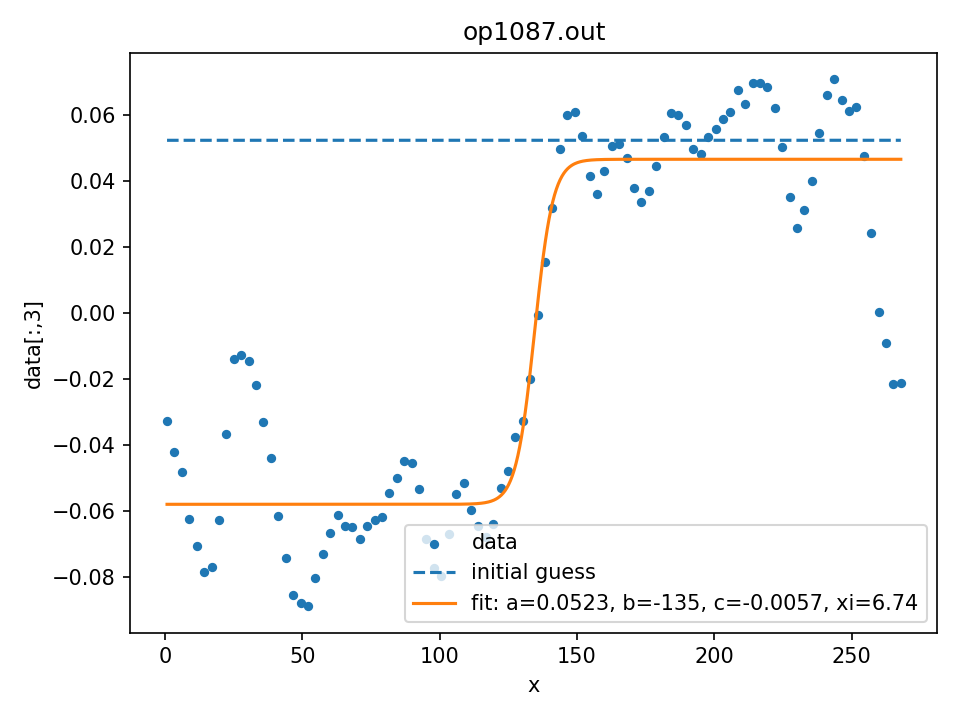 op1087.out
0.06
0.04
0.02
0.00
−0.02
−0.04
−0.06
−0.08
data[:,3]
data
initial guess
fit: a=0.0523, b=-135, c=-0.0057, xi=6.74
0
50
100
150
200
250
x